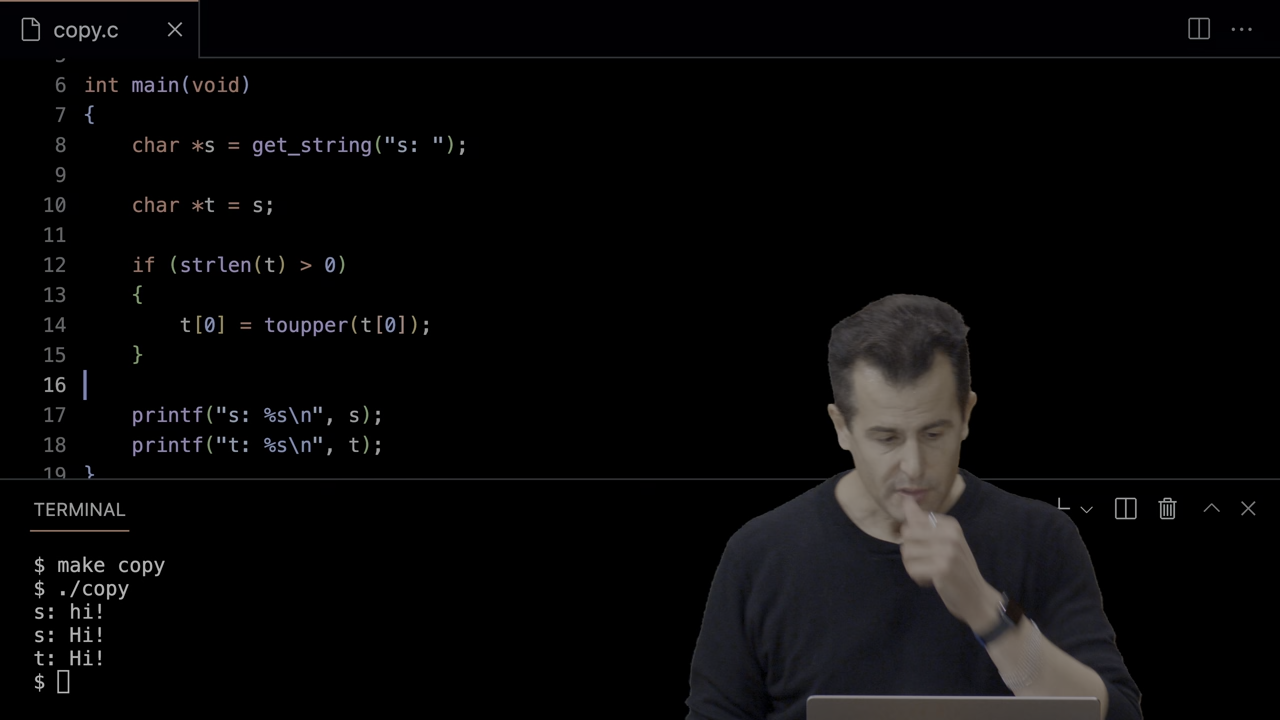 copy.c
6 int main(void)
7 {
8 char *s = get_string("s: ");
9
10 char *t = s;
11
12 if (strlen(t) > 0)
13 {
14 t[0] = toupper(t[0]);
15 }
16
17 printf("s: %s\n", s);
18 printf("t: %s\n", t);
19 }
TERMINAL
$ make copy
$ ./copy
s: hi!
s: Hi!
t: Hi!
$